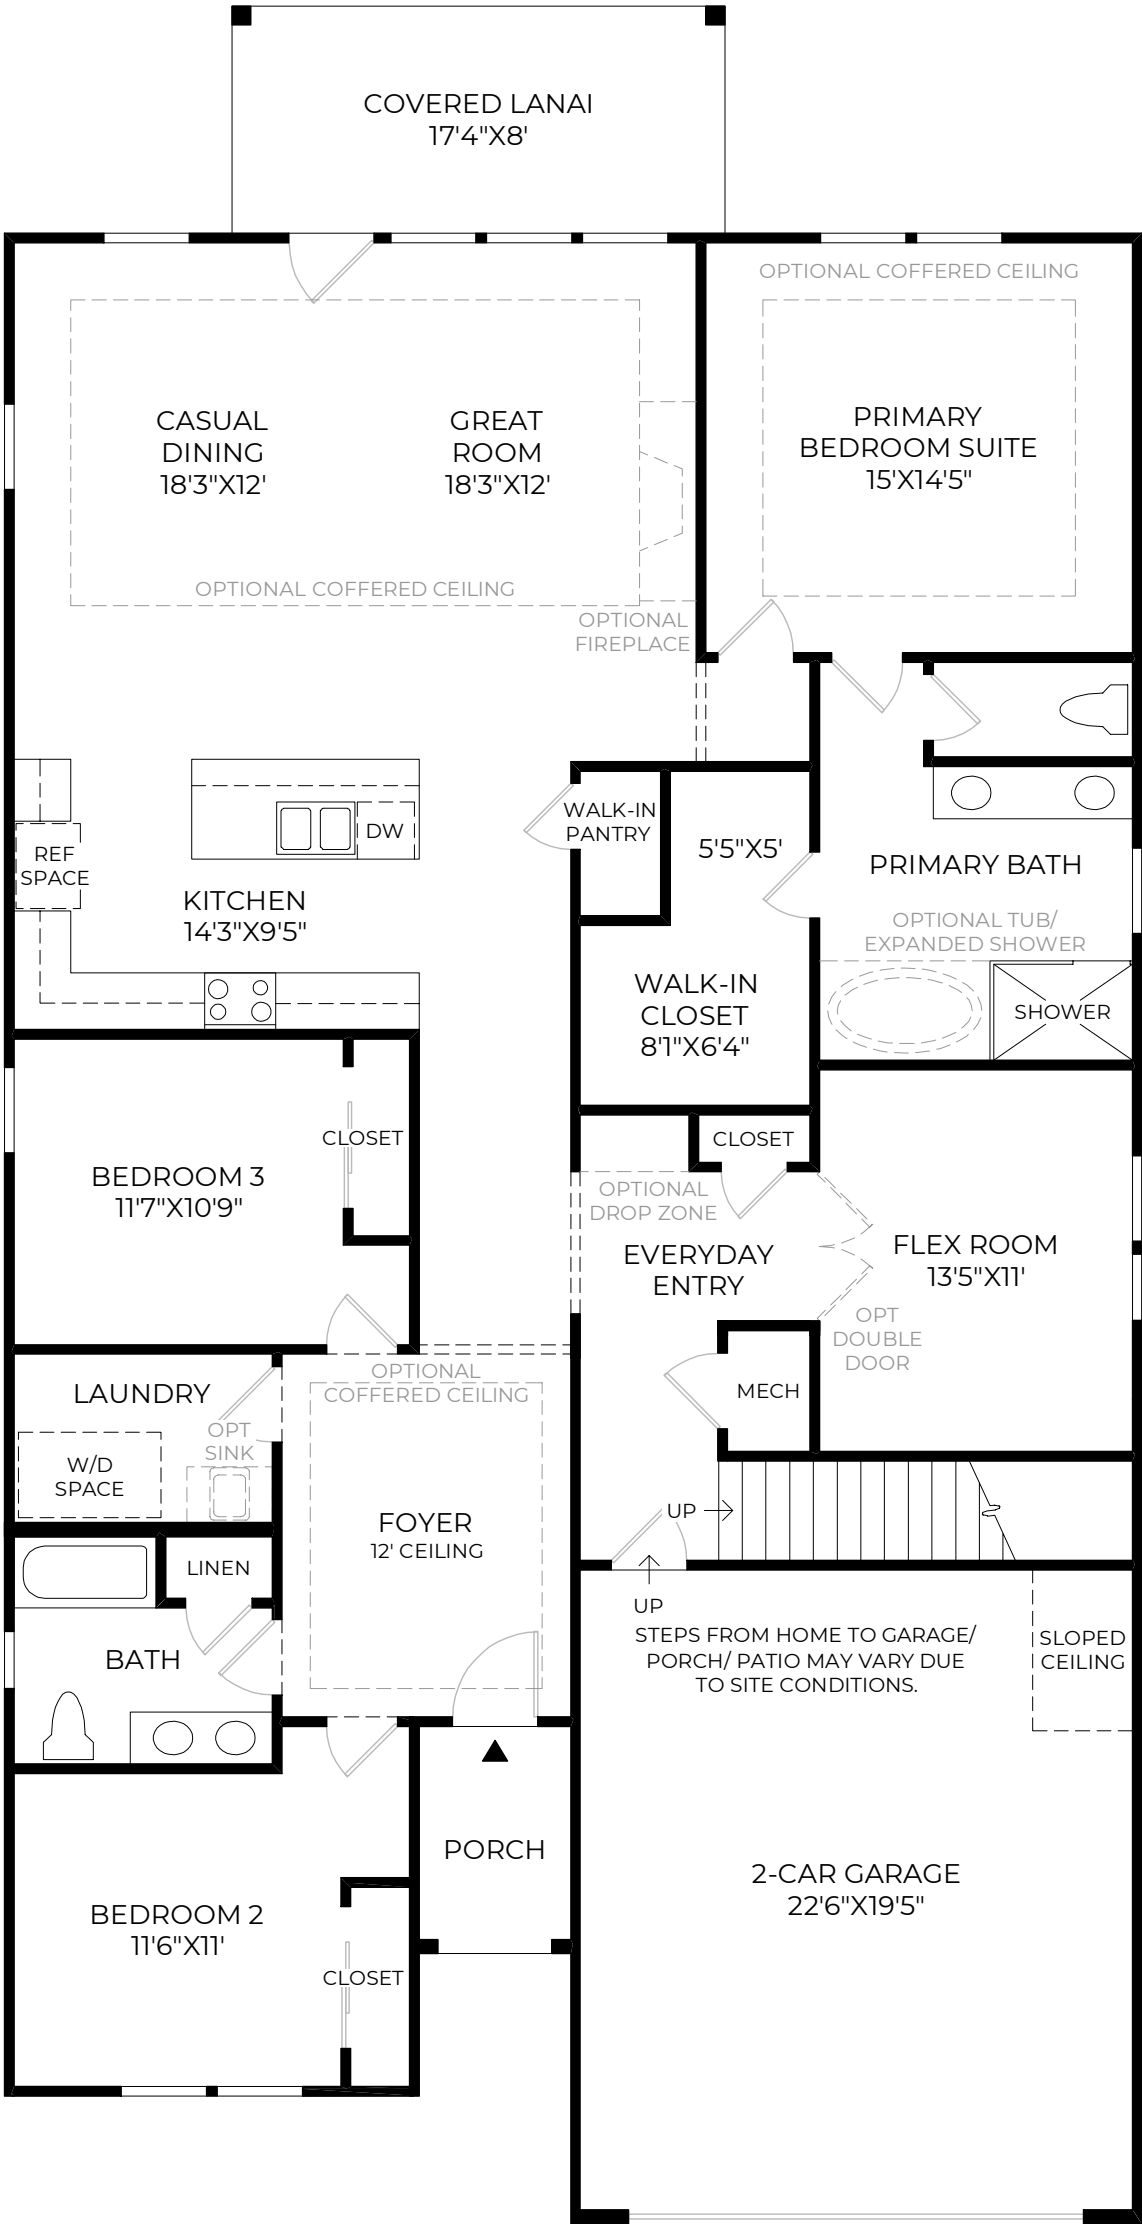 COVERED LANAI
17'4"X8'
OPTIONAL COFFERED CEILING
CASUAL
DINING
18'3"X12'
GREAT
ROOM
18'3"X12'
PRIMARY
BEDROOM SUITE
15'X14'5"
OPTIONAL COFFERED CEILING
OPTIONAL
FIREPLACE
WALK-IN
PANTRY
DW
REF
SPACE
5'5"X5'
PRIMARY BATH
KITCHEN
14'3"X9'5"
OPTIONAL TUB/
EXPANDED SHOWER
WALK-IN
CLOSET
8'1"X6'4"
SHOWER
CLOSET
CLOSET
BEDROOM 3
11'7"X10'9"
OPTIONAL
DROP ZONE
EVERYDAY
ENTRY
FLEX ROOM
13'5"X11'
OPT
DOUBLE
DOOR
OPTIONAL
COFFERED CEILING
LAUNDRY
MECH
OPT
SINK
W/D
SPACE
UP
FOYER
12' CEILING
LINEN
UP
STEPS FROM HOME TO GARAGE/
PORCH/ PATIO MAY VARY DUE
TO SITE CONDITIONS.
SLOPED
CEILING
BATH
PORCH
2-CAR GARAGE
22'6"X19'5"
BEDROOM 2
11'6"X11'
CLOSET